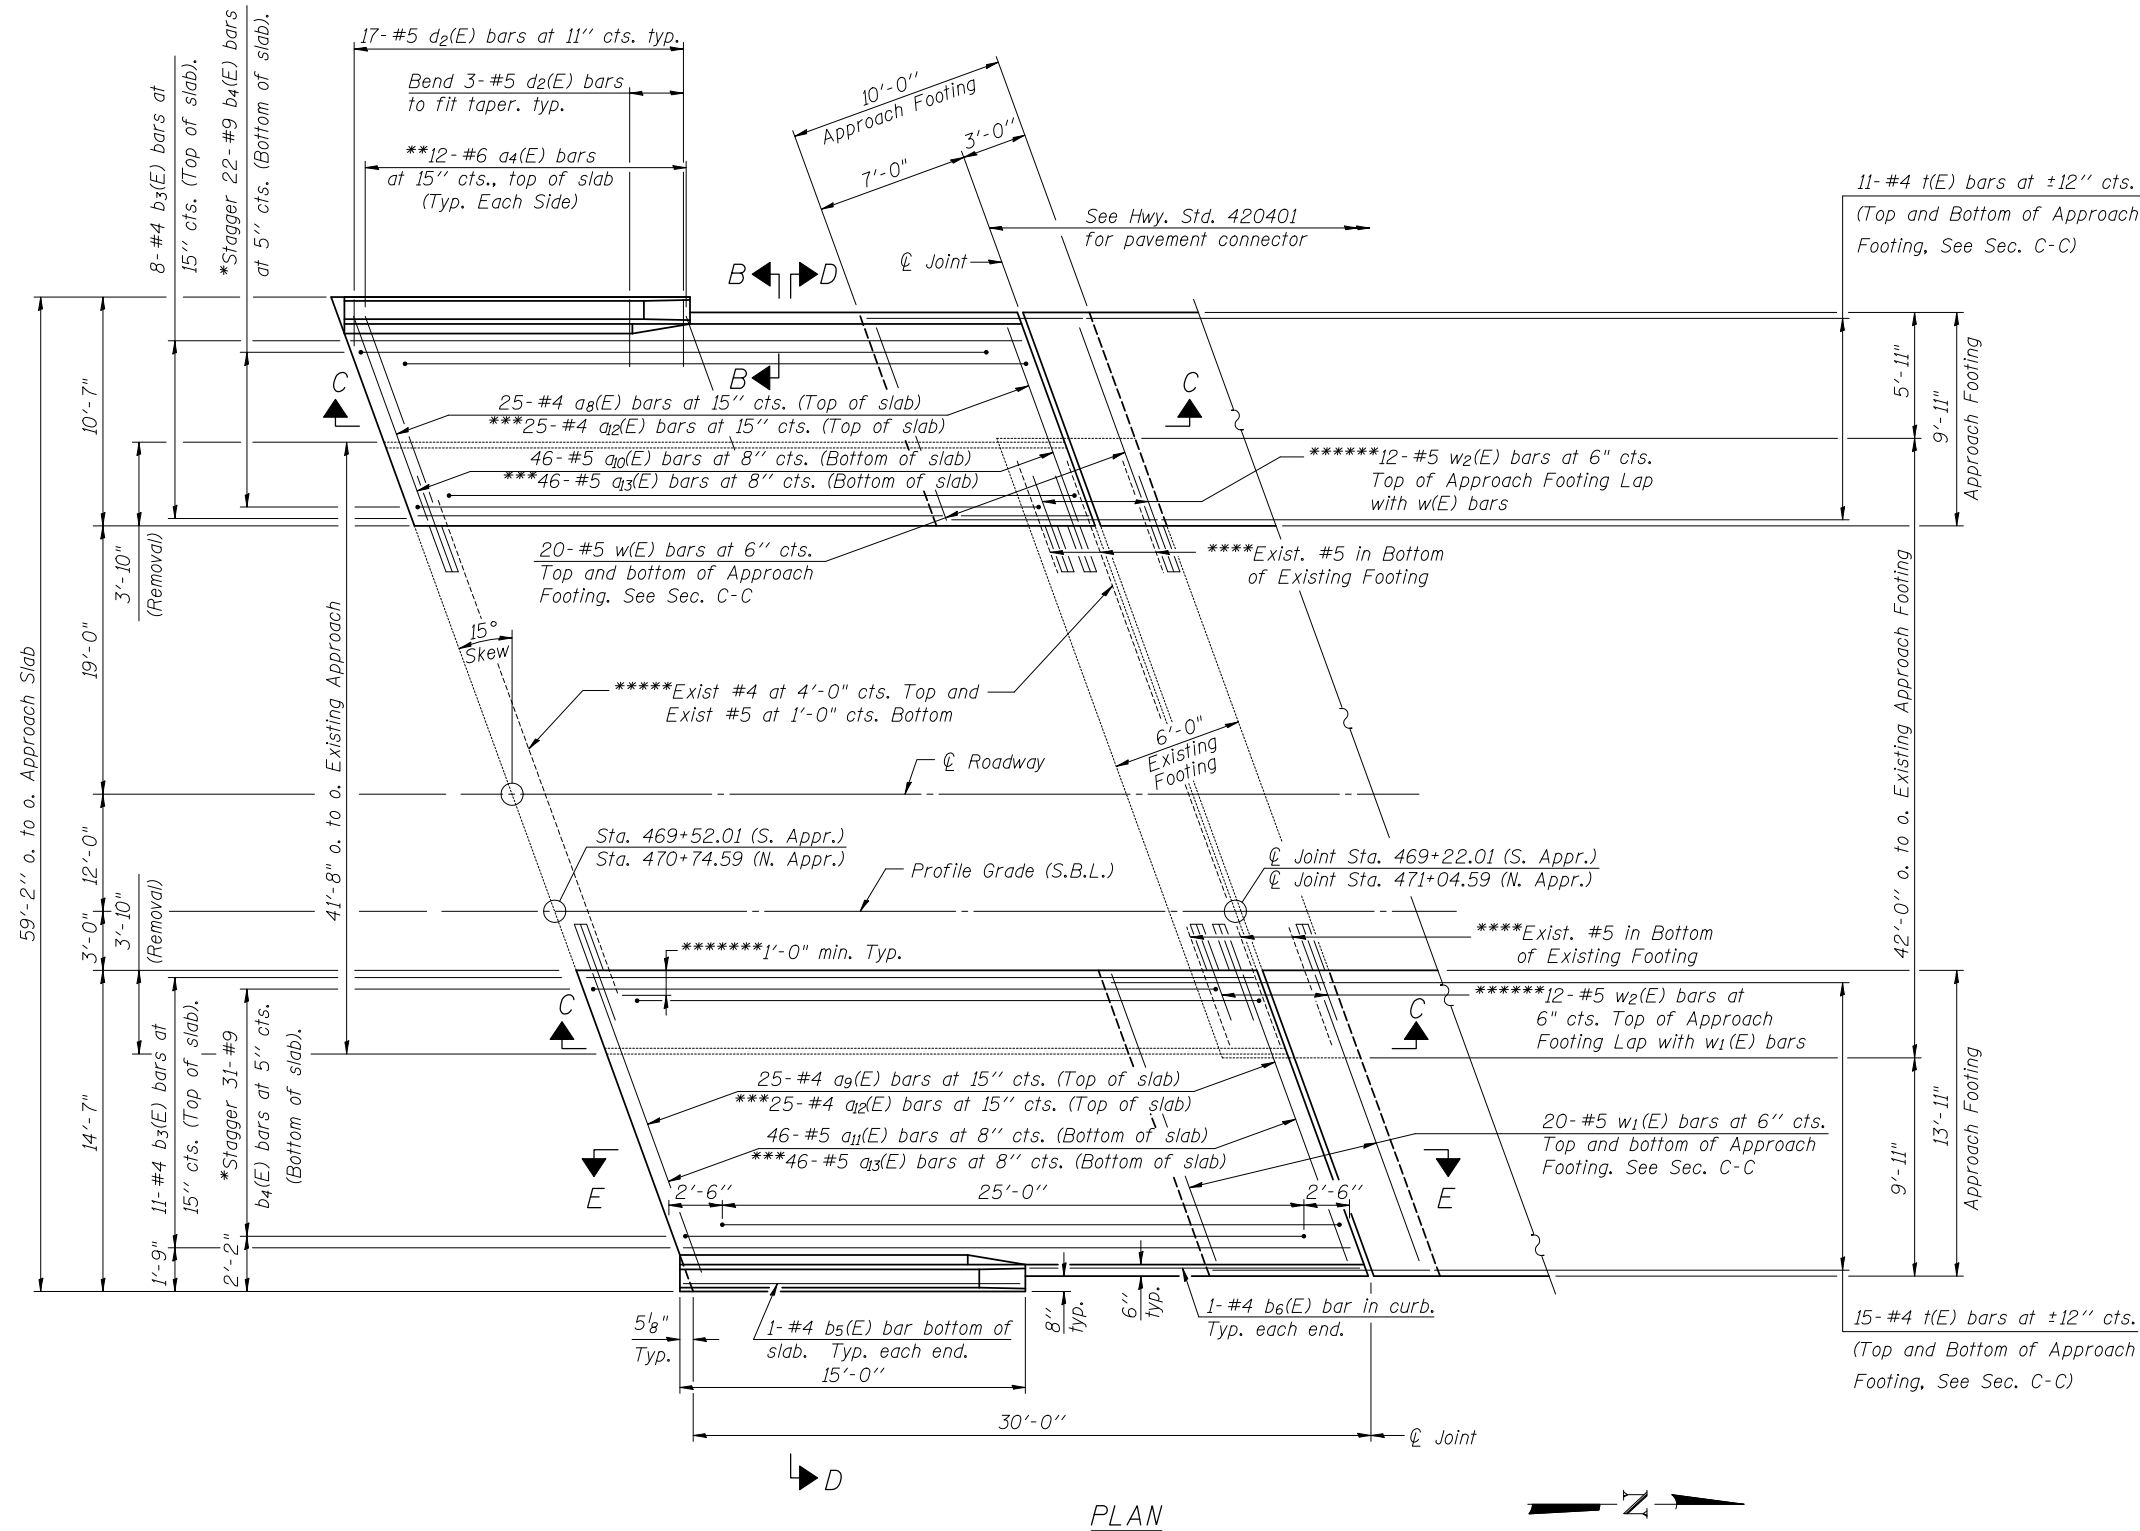 17-#5 d2(E) bars at 11'' cts. typ.
Bend 3-#5 d2(E) bars
to fit taper. typ.
**12-#6 a4(E) bars
at 15'' cts., top of slab
(Typ. Each Side)
8-#4 b3(E) bars at
15'' cts. (Top of slab).
*Stagger 22-#9 b4(E) bars
at 5'' cts. (Bottom of slab).
10'-0''
Approach Footing
7'-0"
3'-0''
See Hwy. Std. 420401
for pavement connector
℄ Joint
11-#4 t(E) bars at ±12'' cts.
(Top and Bottom of Approach
Footing, See Sec. C-C)
B
D
B
C
C
25-#4 a8(E) bars at 15'' cts. (Top of slab)
***25-#4 a12(E) bars at 15'' cts. (Top of slab)
46-#5 a10(E) bars at 8'' cts. (Bottom of slab)
***46-#5 a13(E) bars at 8'' cts. (Bottom of slab)
******12-#5 w2(E) bars at 6" cts.
Top of Approach Footing Lap
with w(E) bars
5'-11"
9'-11"
Approach Footing
20-#5 w(E) bars at 6'' cts.
Top and bottom of Approach
Footing. See Sec. C-C
****Exist. #5 in Bottom
of Existing Footing
10'-7"
3'-10"
(Removal)
19'-0"
59'-2'' o. to o. Approach Slab
41'-8" o. to o. Existing Approach
42'-0'' o. to o. Existing Approach Footing
15°
Skew
*****Exist #4 at 4'-0" cts. Top and
Exist #5 at 1'-0" cts. Bottom
6'-0"
Existing
Footing
℄ Roadway
12'-0"
Sta. 469+52.01 (S. Appr.)
Sta. 470+74.59 (N. Appr.)
Profile Grade (S.B.L.)
℄ Joint Sta. 469+22.01 (S. Appr.)
℄ Joint Sta. 471+04.59 (N. Appr.)
3'-0"
3'-10"
(Removal)
*******1'-0" min. Typ.
****Exist. #5 in Bottom
of Existing Footing
******12-#5 w2(E) bars at
6" cts. Top of Approach
Footing Lap with w1(E) bars
C
C
14'-7"
11-#4 b3(E) bars at
15'' cts. (Top of slab).
*Stagger 31-#9
b4(E) bars at 5'' cts.
(Bottom of slab).
1'-9"
2'-2"
25-#4 a9(E) bars at 15'' cts. (Top of slab)
***25-#4 a12(E) bars at 15'' cts. (Top of slab)
46-#5 a11(E) bars at 8'' cts. (Bottom of slab)
***46-#5 a13(E) bars at 8'' cts. (Bottom of slab)
20-#5 w1(E) bars at 6'' cts.
Top and bottom of Approach
Footing. See Sec. C-C
9'-11"
13'-11"
Approach Footing
E
E
2'-6''
25'-0''
2'-6''
5⅛"
Typ.
1-#4 b5(E) bar bottom of
slab. Typ. each end.
8''
typ.
6''
typ.
1-#4 b6(E) bar in curb.
Typ. each end.
15'-0''
30'-0''
℄ Joint
15-#4 t(E) bars at ±12'' cts.
(Top and Bottom of Approach
Footing, See Sec. C-C)
D
PLAN
N